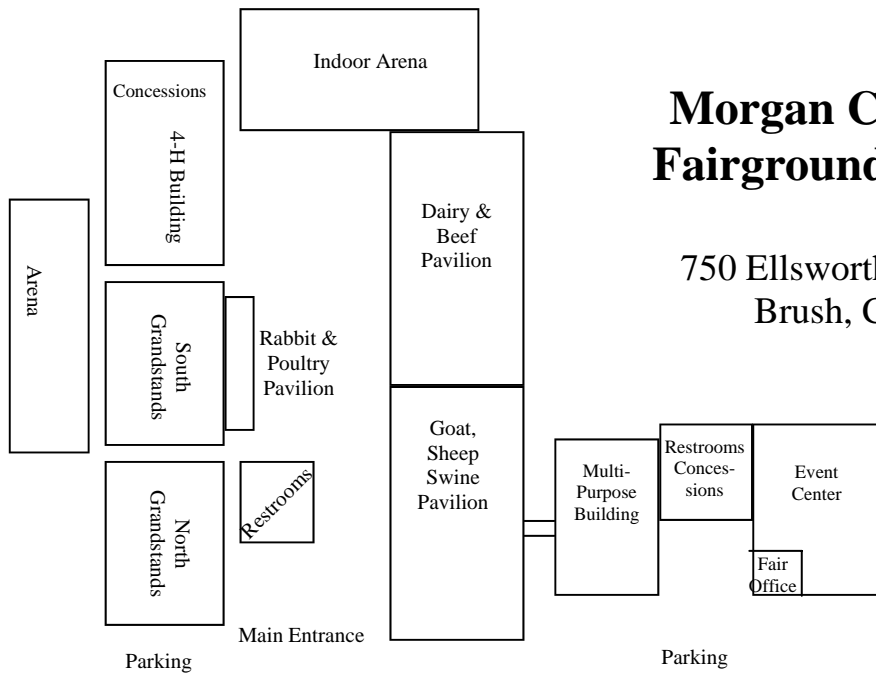 Indoor Arena
Concessions
4-H Building
Morgan C
Fairgrounds
Dairy &
Beef
Pavilion
750 Ellsworth
Brush, C
Arena
South
Grandstands
Rabbit &
Poultry
Pavilion
Goat,
Sheep
Swine
Pavilion
Multi-
Purpose
Building
Restrooms
Conces-
sions
Event
Center
Restrooms
North
Grandstands
Fair
Office
Main Entrance
Parking
Parking